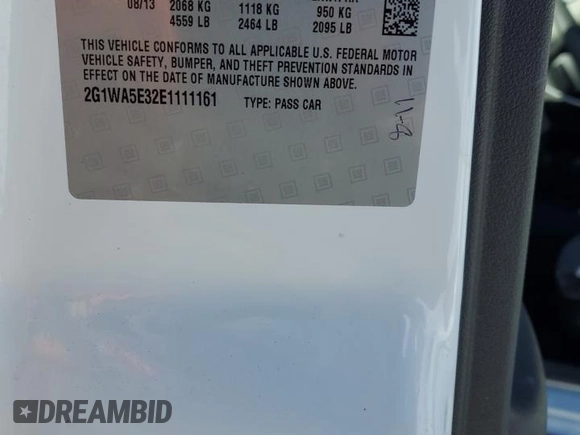 08/13 2068 KG 1118 KG 950 KG
4559 LB 2464 LB 2095 LB
THIS VEHICLE CONFORMS TO ALL APPLICABLE U.S. FEDERAL MOTOR
VEHICLE SAFETY, BUMPER, AND THEFT PREVENTION STANDARDS IN
EFFECT ON THE DATE OF MANUFACTURE SHOWN ABOVE.
2G1WA5E32E1111161 TYPE: PASS CAR
DREAMBID